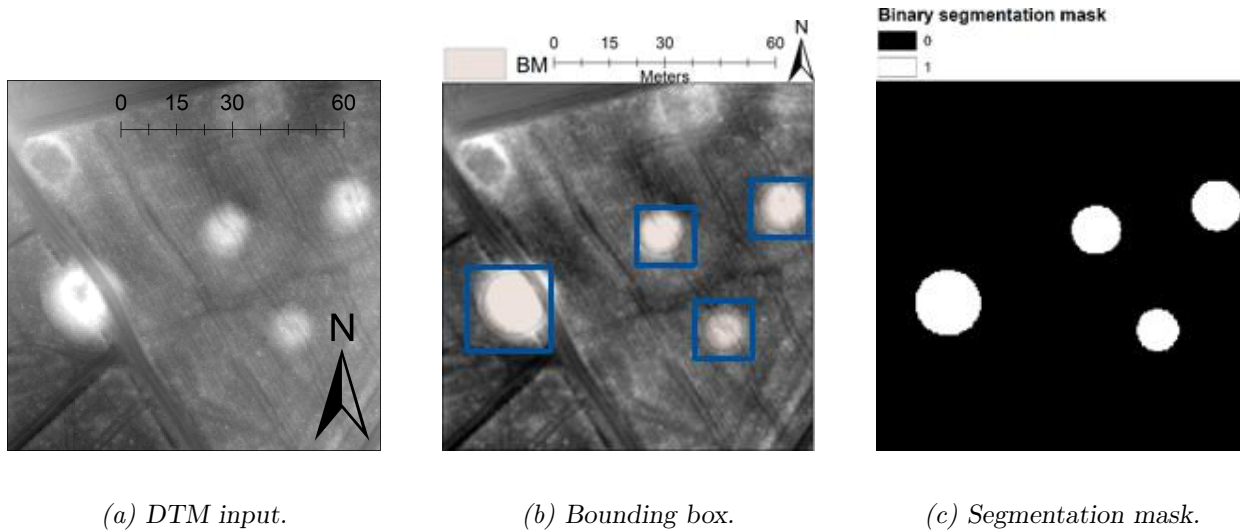 Binary segmentation mask
0
1
N
0 15 30 60
BM
Meters
0 15 30 60
N
(a) DTM input.
(b) Bounding box.
(c) Segmentation mask.